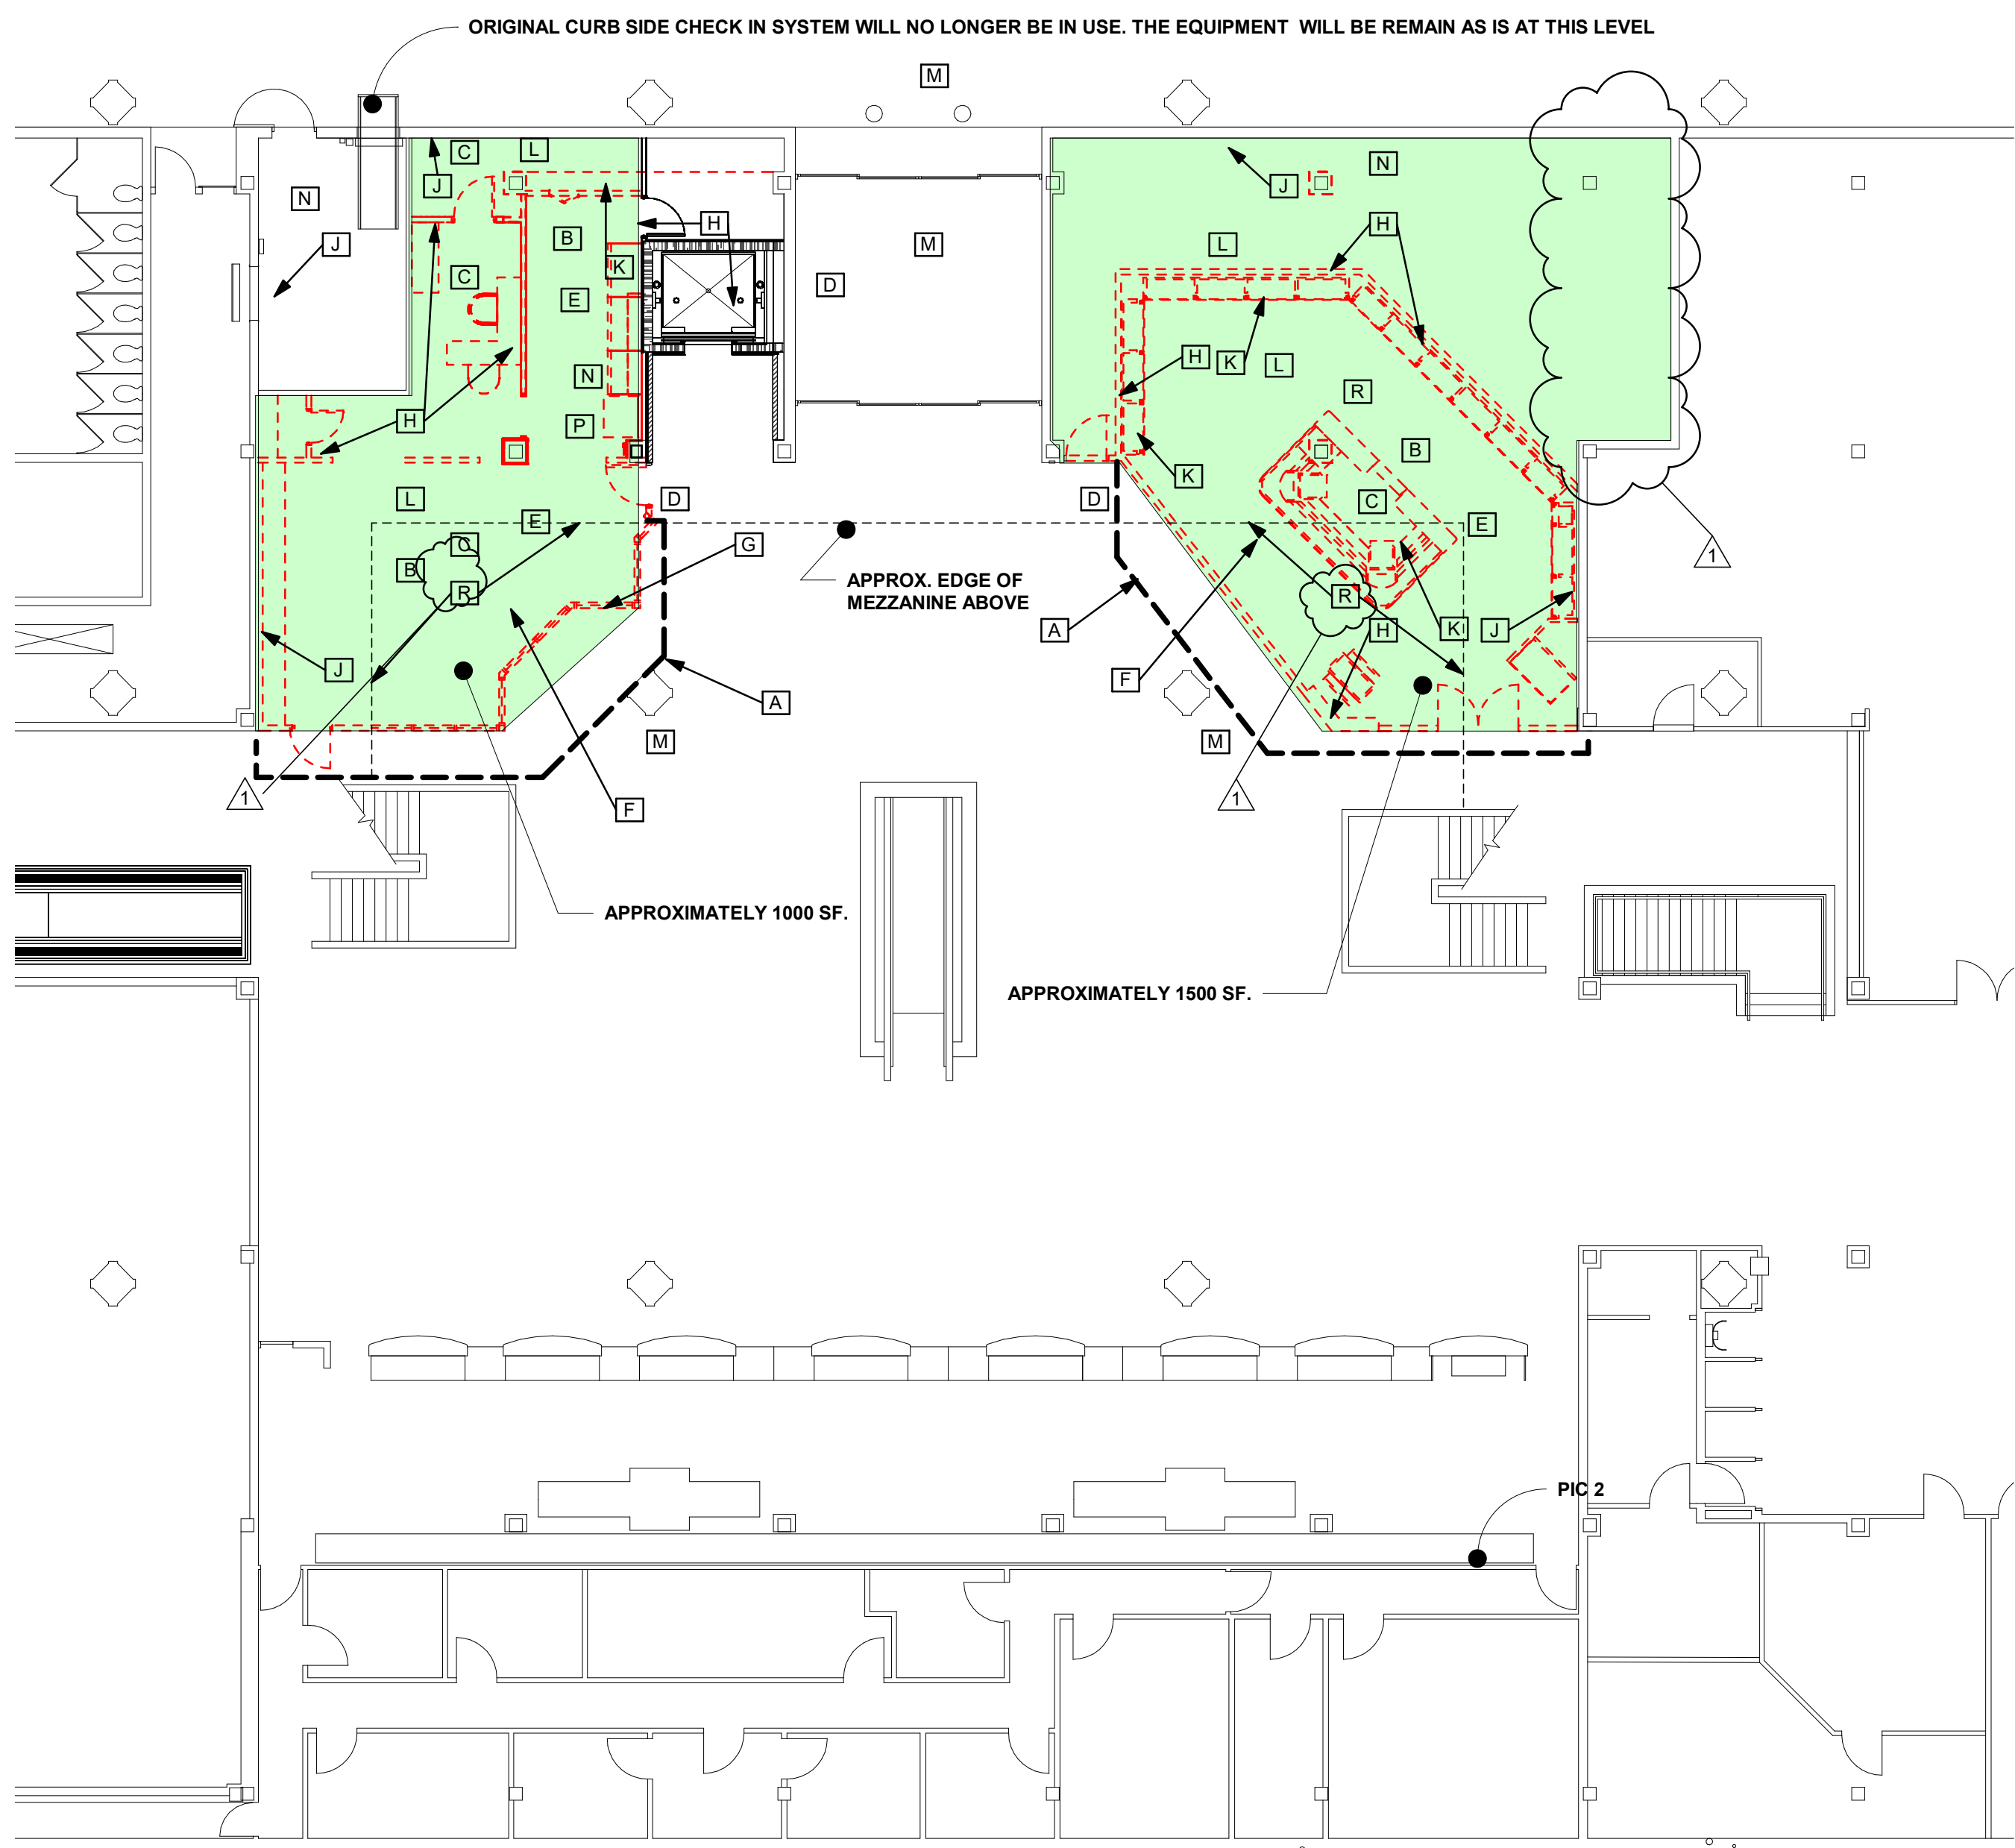 ORIGINAL CURB SIDE CHECK IN SYSTEM WILL NO LONGER BE IN USE. THE EQUIPMENT WILL BE REMAIN AS IS AT THIS LEVEL
M
C
L
N
J
J
N
H
B
H
J
M
L
C
K
E
D
H
K
L
N
R
H
P
B
K
L
D
D
C
E
E
C
G
1
B
APPROX. EDGE OF
MEZZANINE ABOVE
R
R
A
H
K
J
J
F
A
M
M
1
1
F
APPROXIMATELY 1000 SF.
APPROXIMATELY 1500 SF.
PIC 2